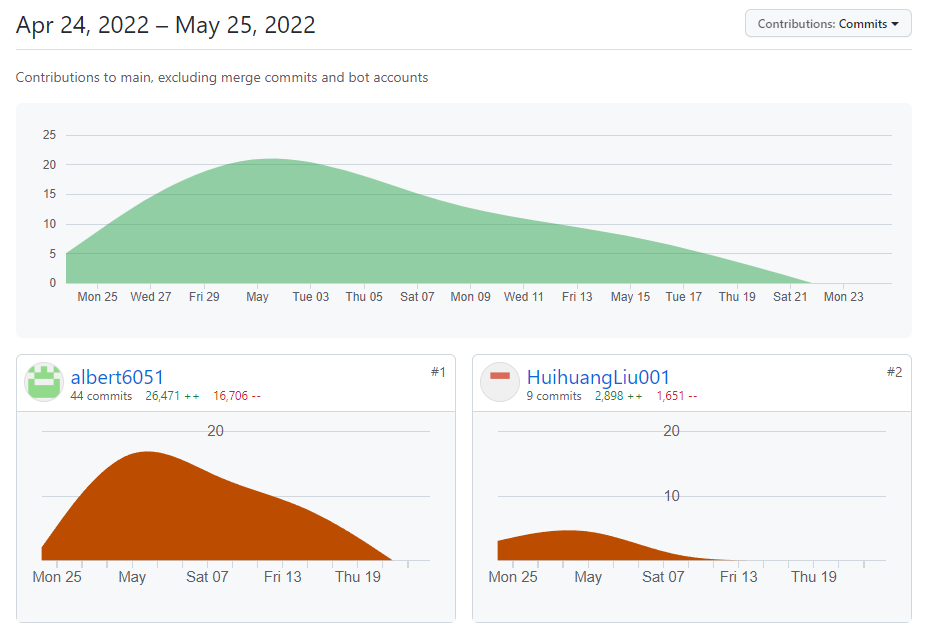 Apr 24, 2022 – May 25, 2022
Contributions: Commits
Contributions to main, excluding merge commits and bot accounts
25
20
15
10
5
0
Mon 25 Wed 27 Fri 29 May Tue 03 Thu 05 Sat 07 Mon 09 Wed 11 Fri 13 May 15 Tue 17 Thu 19 Sat 21 Mon 23
albert6051 #1
44 commits 26,471 ++ 16,706 --
20
Mon 25 May Sat 07 Fri 13 Thu 19
HuihuangLiu001 #2
9 commits 2,898 ++ 1,651 --
20
10
Mon 25 May Sat 07 Fri 13 Thu 19